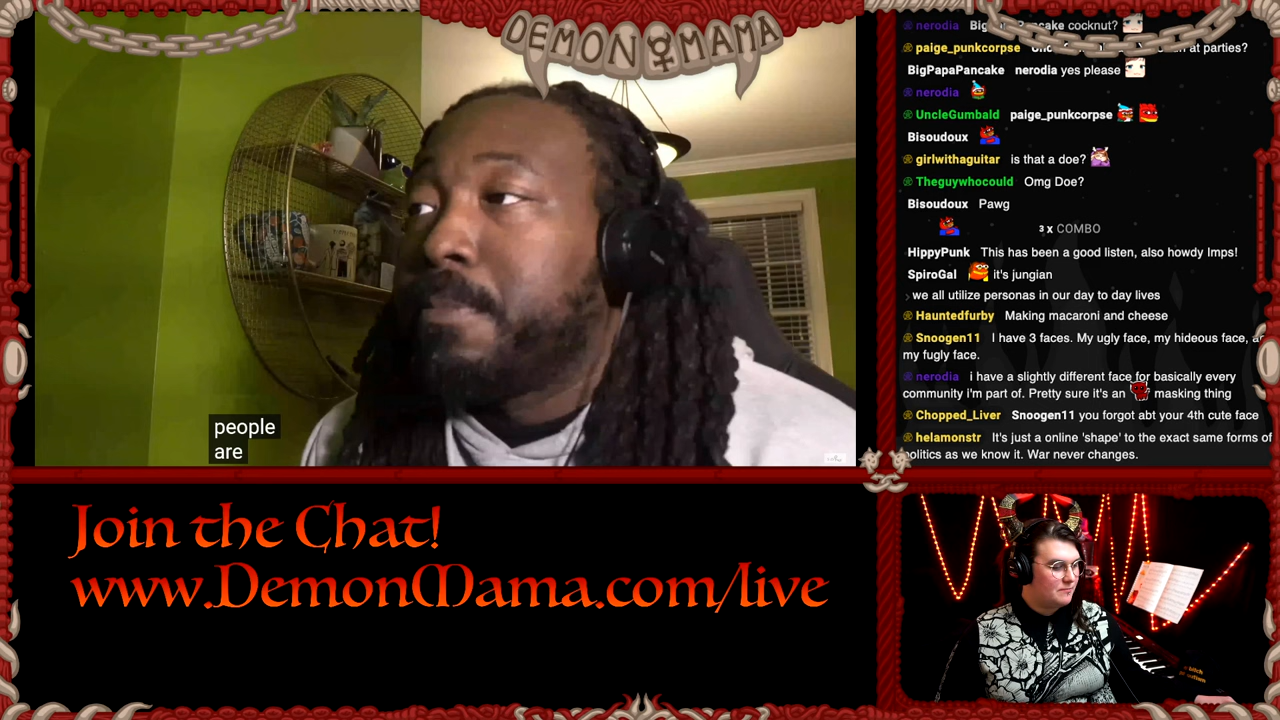 DEMON MAMA
people
are
Join the Chat!
www.DemonMama.com/live
nerodia Big Pancake cocknut?
paige_punkcorpse at parties?
BigPapaPancake nerodia yes please
nerodia
UncleGumbald paige_punkcorpse
Bisoudoux
girlwithaguitar is that a doe?
Theguywhocould Omg Doe?
Bisoudoux Pawg
3 x COMBO
HippyPunk This has been a good listen, also howdy Imps!
SpiroGal it's jungian
we all utilize personas in our day to day lives
Hauntedfurby Making macaroni and cheese
Snoogen11 I have 3 faces. My ugly face, my hideous face,
my fugly face.
nerodia i have a slightly different face for basically every
community i'm part of. Pretty sure it's an masking thing
Chopped_Liver Snoogen11 you forgot abt your 4th cute face
helamonstr It's just a online 'shape' to the exact same forms of
politics as we know it. War never changes.